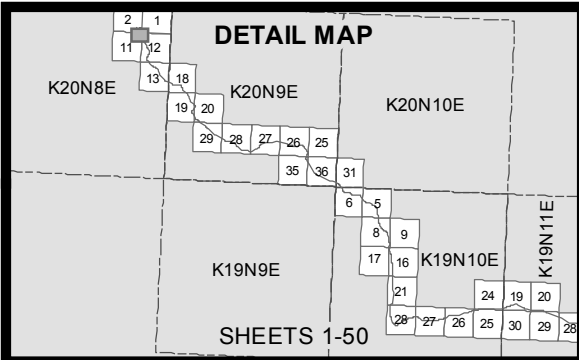 2 1
DETAIL MAP
11 12
K20N8E
13 18
K20N9E
19 20
K20N10E
29 28 27 26 25
35 36 31
6 5
8 9
K19N11E
17 16
K19N10E
K19N9E
21
24 19 20
28 27 26 25 30 29 28
SHEETS 1-50